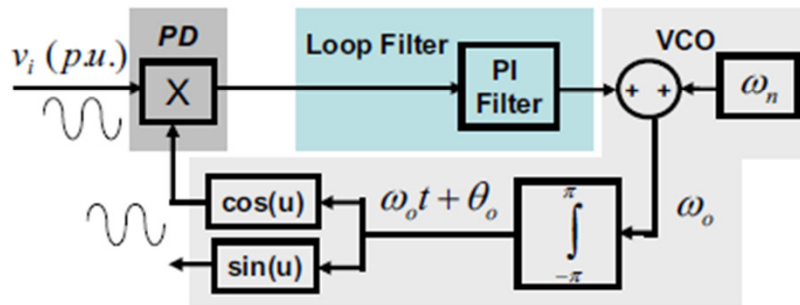 PD
Loop Filter
VCO
v_i (p.u.)
X
PI
Filter
+ +
ω_n
cos(u)
sin(u)
ω_o t + θ_o
π
∫
-π
ω_o